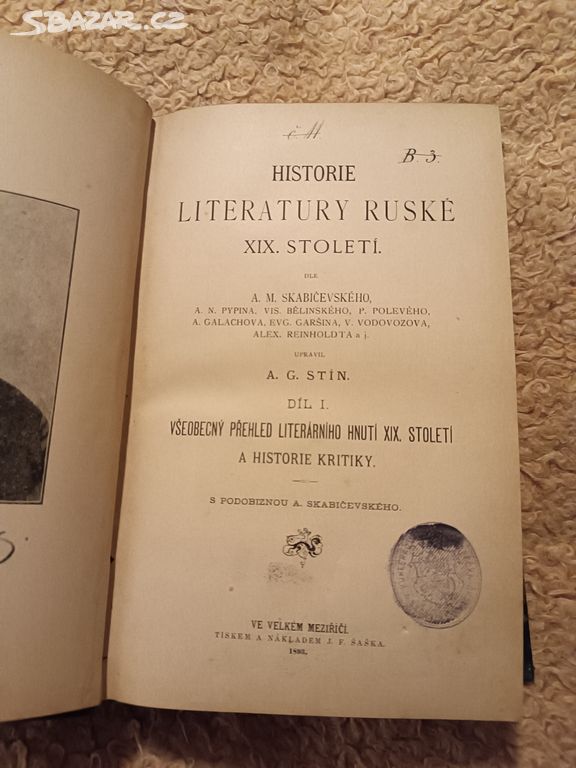 SBAZAR.CZ
č 11.
B. 3.
HISTORIE
LITERATURY RUSKÉ
XIX. STOLETÍ.
DLE
A. M. SKABIČEVSKÉHO,
A. N. PYPINA, VIS. BĚLINSKÉHO, P. POLEVÉHO,
A. GALACHOVA, EVG. GARŠINA, V. VODOVOZOVA,
ALEX. REINHOLDTA a j.
UPRAVIL
A. G. STÍN.
DÍL I.
VŠEOBECNÝ PŘEHLED LITERÁRNÍHO HNUTÍ XIX. STOLETÍ
A HISTORIE KRITIKY.
S PODOBIZNOU A. SKABIČEVSKÉHO.
VE VELKÉM MEZIŘÍČÍ.
TISKEM A NÁKLADEM J. F. ŠAŠKA.
1893.